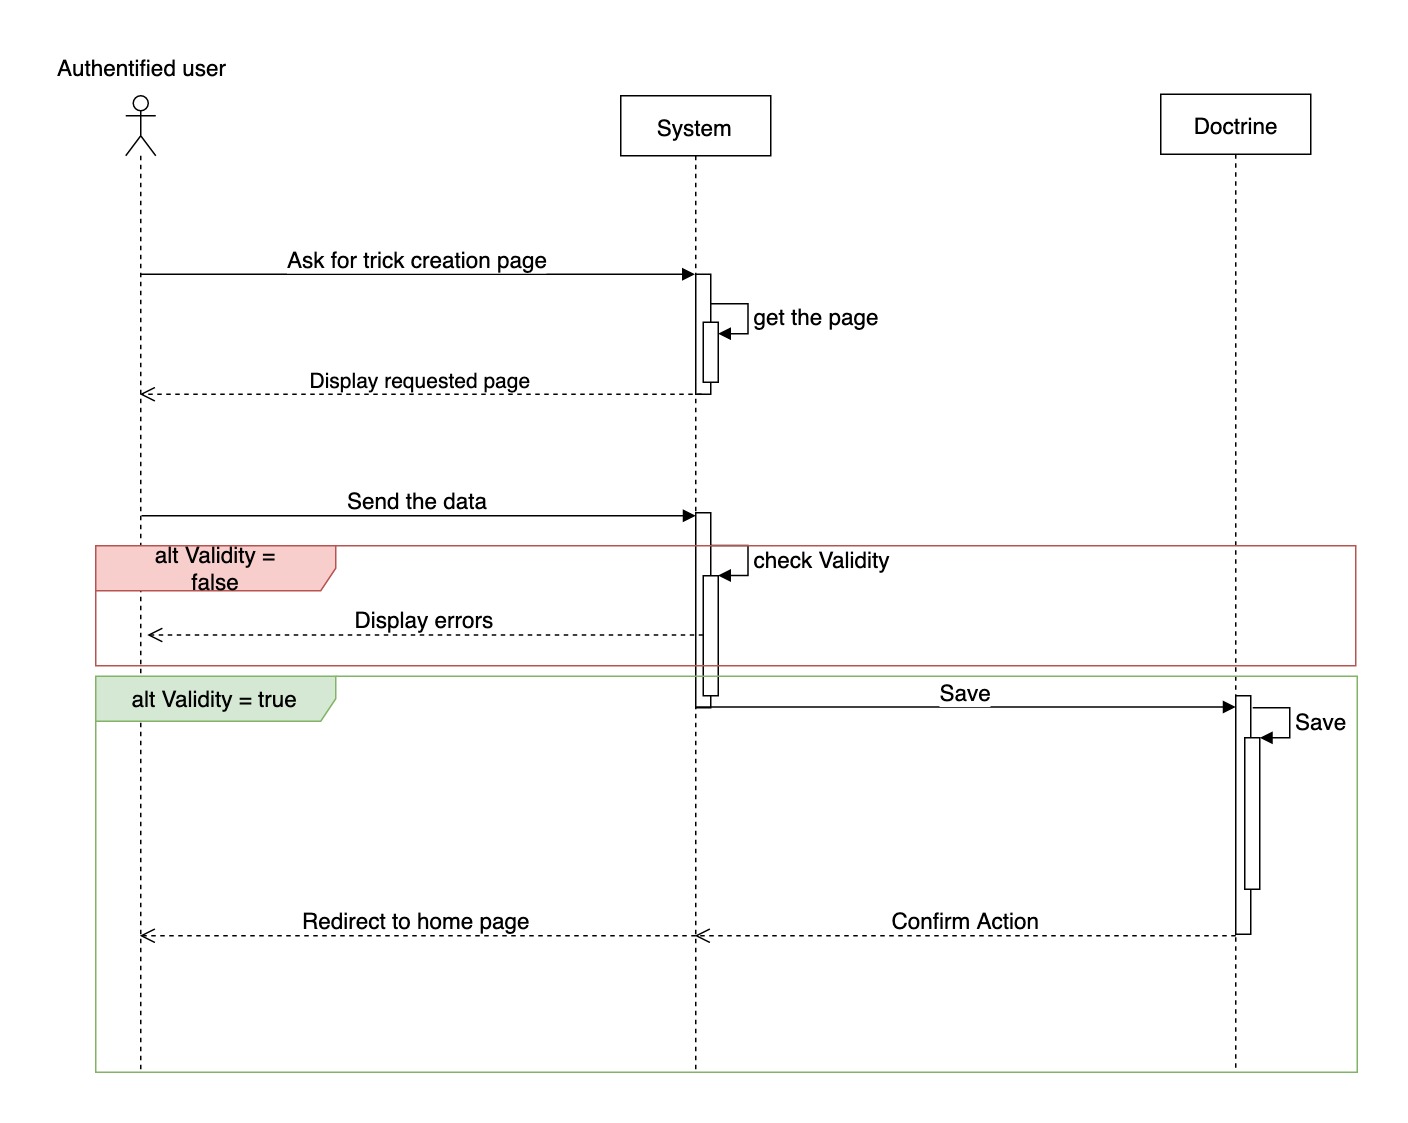 Authentified user
System
Doctrine
Ask for trick creation page
get the page
Display requested page
Send the data
alt Validity =
false
check Validity
Display errors
alt Validity = true
Save
Save
Redirect to home page
Confirm Action